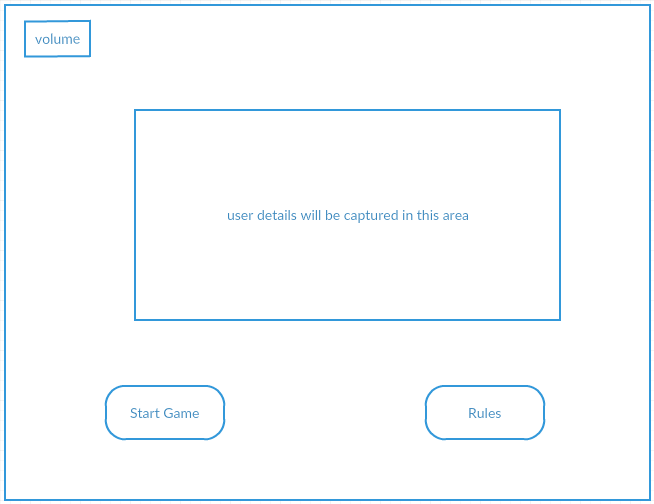 volume
user details will be captured in this area
Start Game
Rules